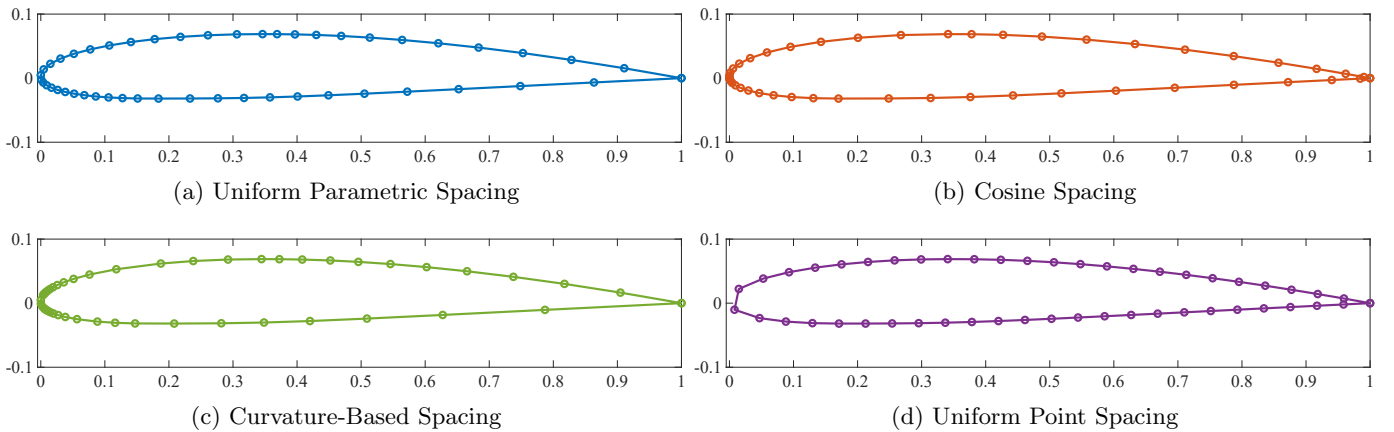 0.1 0.1
0 0
-0.1 -0.1
0 0.1 0.2 0.3 0.4 0.5 0.6 0.7 0.8 0.9 1 0 0.1 0.2 0.3 0.4 0.5 0.6 0.7 0.8 0.9 1
(a) Uniform Parametric Spacing (b) Cosine Spacing
0.1 0.1
0 0
-0.1 -0.1
0 0.1 0.2 0.3 0.4 0.5 0.6 0.7 0.8 0.9 1 0 0.1 0.2 0.3 0.4 0.5 0.6 0.7 0.8 0.9 1
(c) Curvature-Based Spacing (d) Uniform Point Spacing